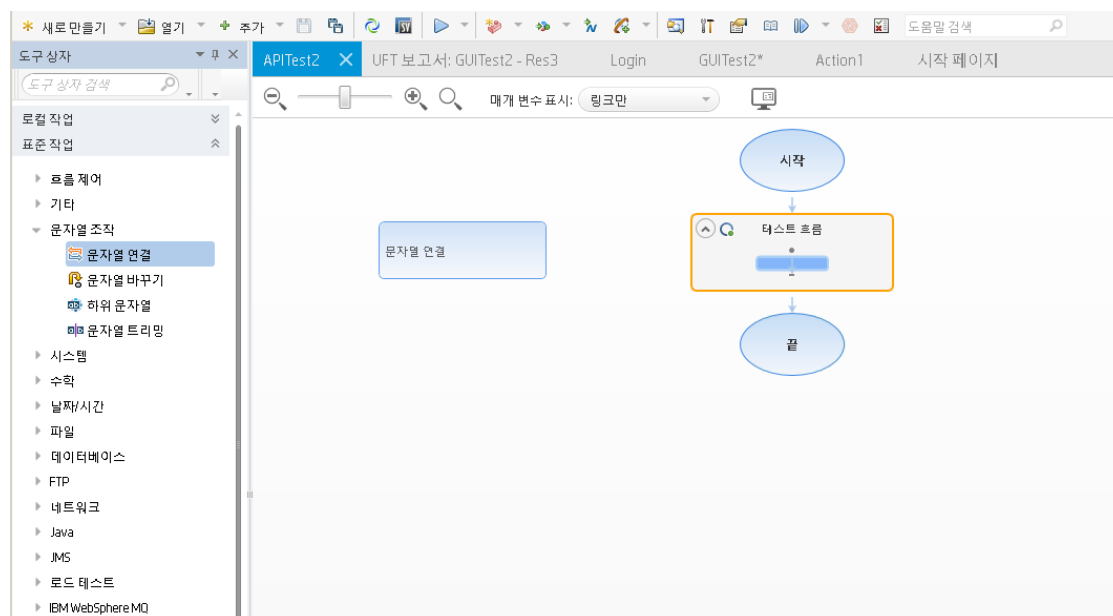 새로만들기 열기 추가 도움말 검색
도구 상자
APITest2 UFT 보고서: GUITest2 - Res3 Login GUITest2* Action1 시작 페이지
도구 상자 검색
매개 변수 표시: 링크만
로컬 작업
표준 작업
흐름 제어
기타
문자열 조작
문자열 연결
문자열 바꾸기
하위 문자열
문자열 트리밍
시스템
수학
날짜/시간
파일
데이터베이스
FTP
네트워크
Java
JMS
로드 테스트
IBM WebSphere MQ
시작
문자열 연결
테스트 흐름
끝